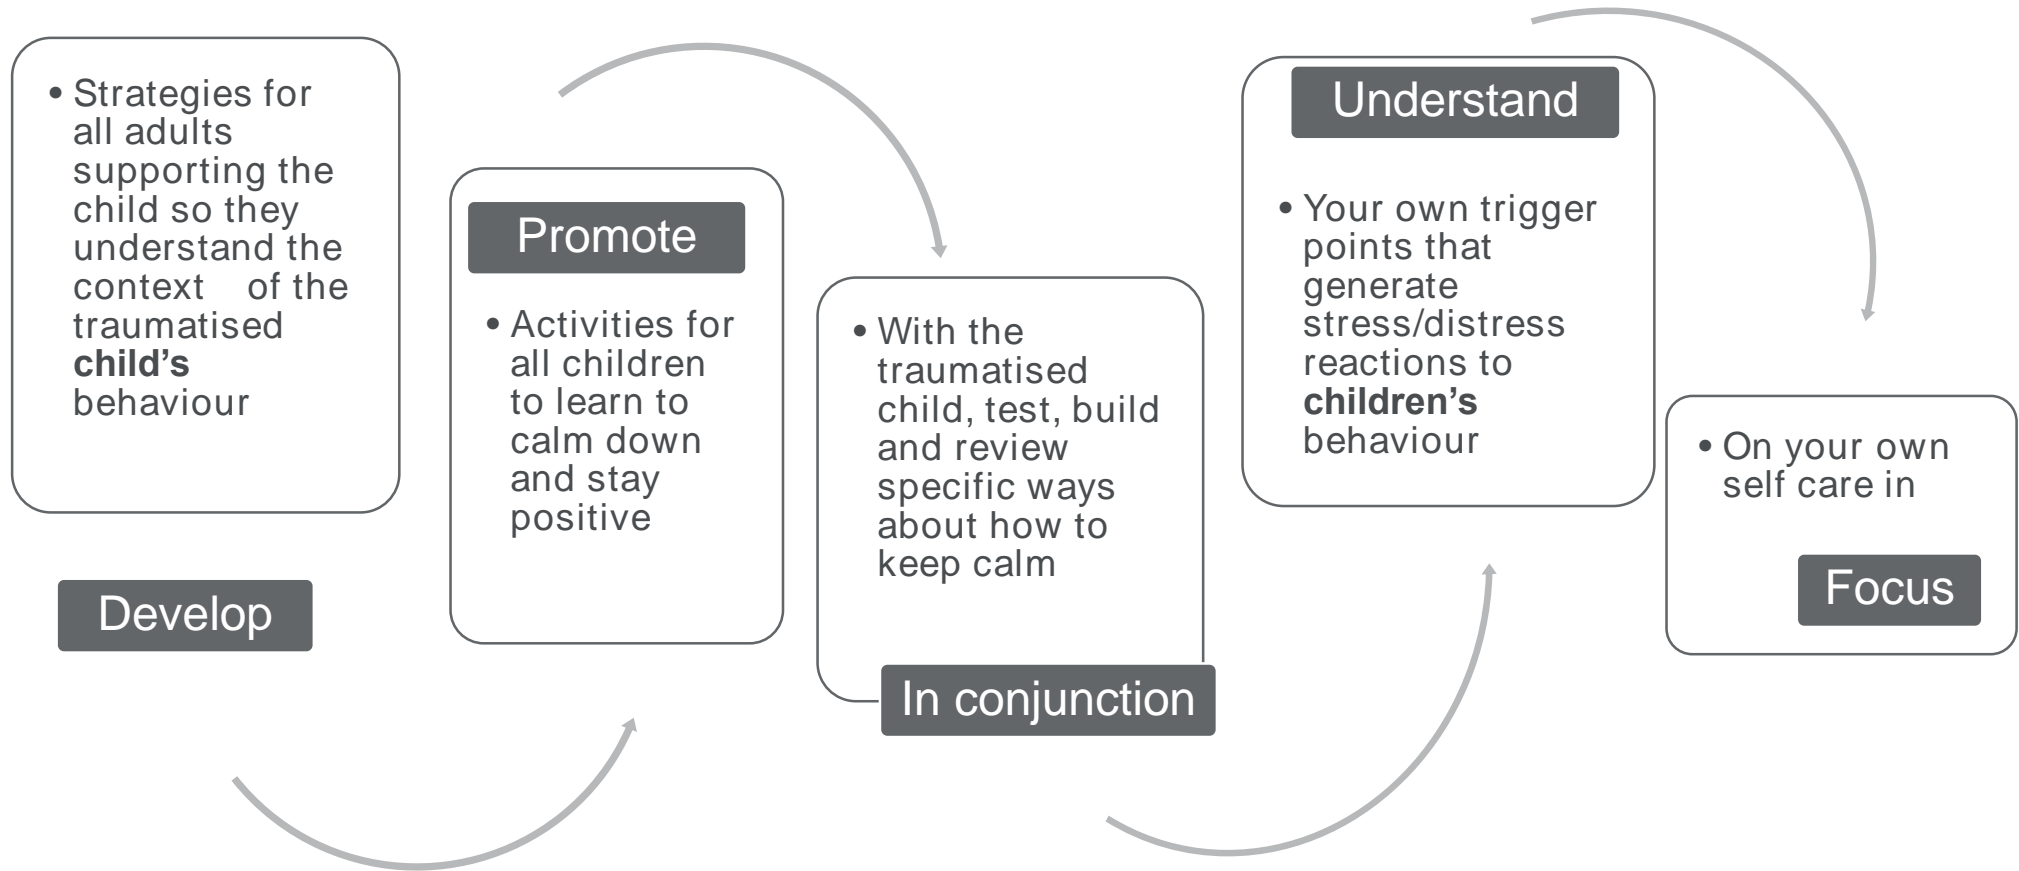 • Strategies for
all adults
supporting the
child so they
understand the
context of the
traumatised
child’s
behaviour
Develop
Promote
• Activities for
all children
to learn to
calm down
and stay
positive
• With the
traumatised
child, test, build
and review
specific ways
about how to
keep calm
In conjunction
Understand
• Your own trigger
points that
generate
stress/distress
reactions to
children’s
behaviour
• On your own
self care in
Focus